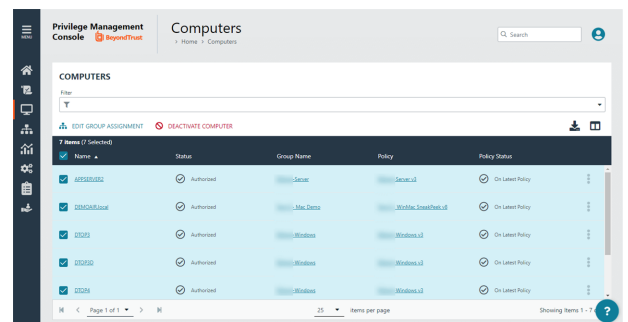 MENU
Privilege Management
Console BeyondTrust
Computers
> Home > Computers
Search
COMPUTERS
Filter
EDIT GROUP ASSIGNMENT DEACTIVATE COMPUTER
7 items (7 Selected)
Name Status Group Name Policy Policy Status
APPSERVER2 Authorized -Server Server v3 On Latest Policy
DEMOAIR.local Authorized - Mac Demo WinMac SneakPeek v8 On Latest Policy
DTOP3 Authorized -Windows Windows v3 On Latest Policy
DTOP3O Authorized -Windows Windows v3 On Latest Policy
DTOP4 Authorized -Windows Windows v3 On Latest Policy
Page 1 of 1 25 items per page Showing Items 1 - 7
?